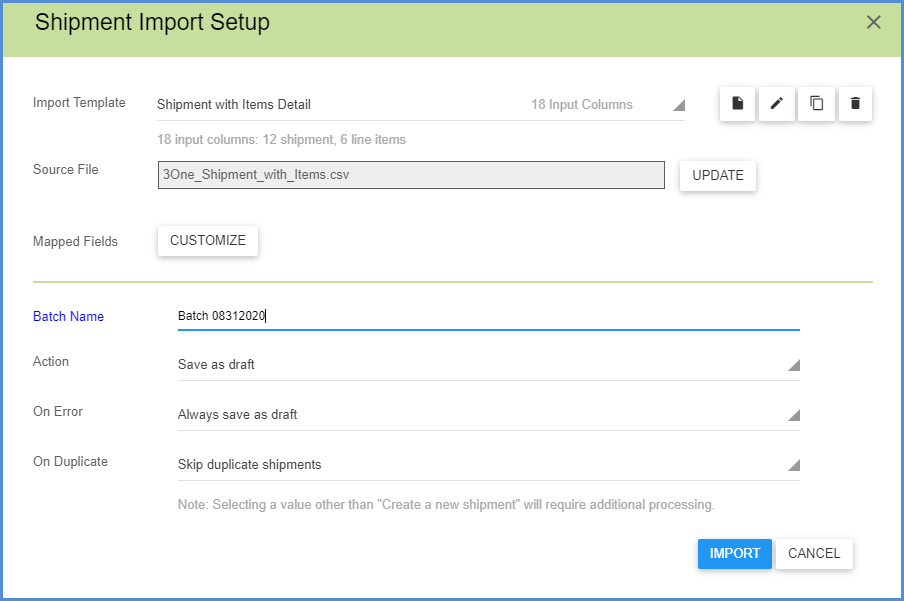 Shipment Import Setup
Import Template Shipment with Items Detail 18 Input Columns
18 input columns: 12 shipment, 6 line items
Source File 3One_Shipment_with_Items.csv UPDATE
Mapped Fields CUSTOMIZE
Batch Name Batch 08312020
Action Save as draft
On Error Always save as draft
On Duplicate Skip duplicate shipments
Note: Selecting a value other than "Create a new shipment" will require additional processing.
IMPORT CANCEL